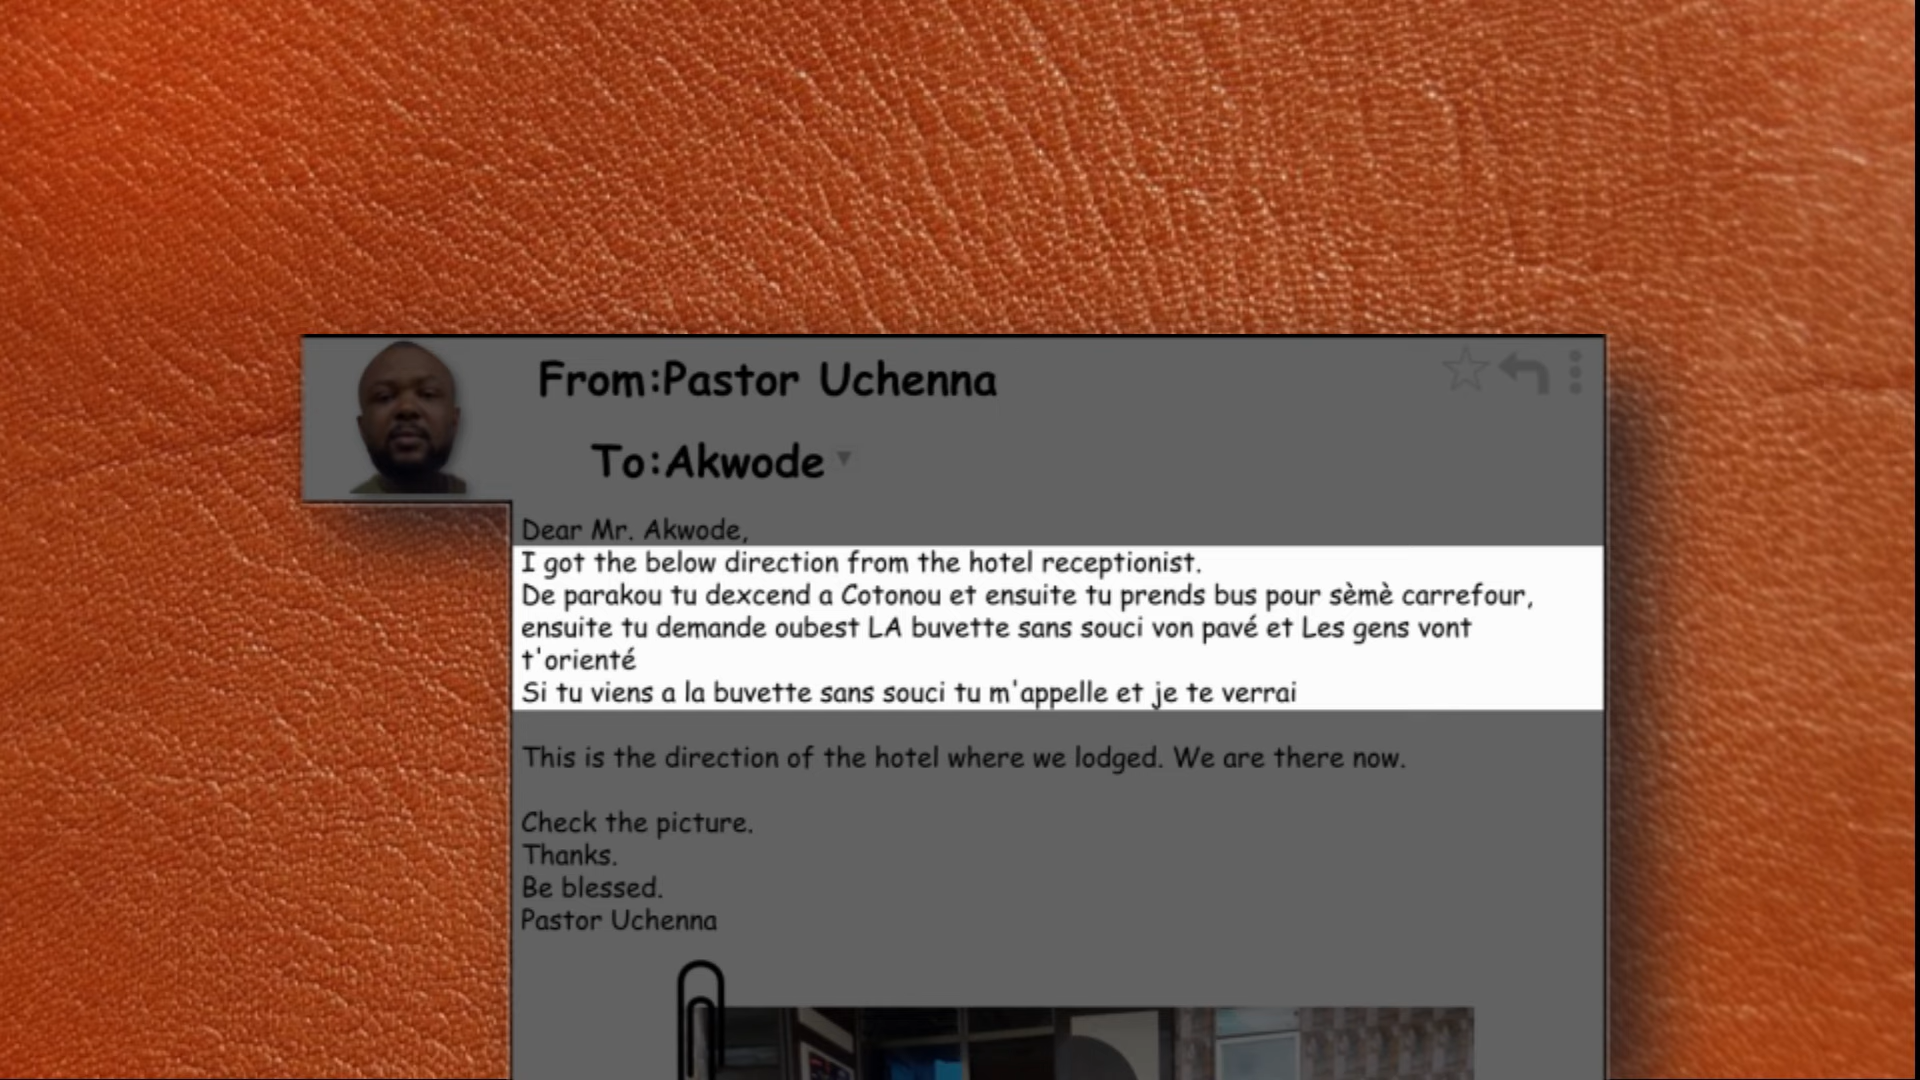 From:Pastor Uchenna
To:Akwode
Dear Mr. Akwode,
I got the below direction from the hotel receptionist.
De parakou tu dexcend a Cotonou et ensuite tu prends bus pour sèmè carrefour,
ensuite tu demande oubest LA buvette sans souci von pavé et Les gens vont
t'orienté
Si tu viens a la buvette sans souci tu m'appelle et je te verrai
This is the direction of the hotel where we lodged. We are there now.
Check the picture.
Thanks.
Be blessed.
Pastor Uchenna